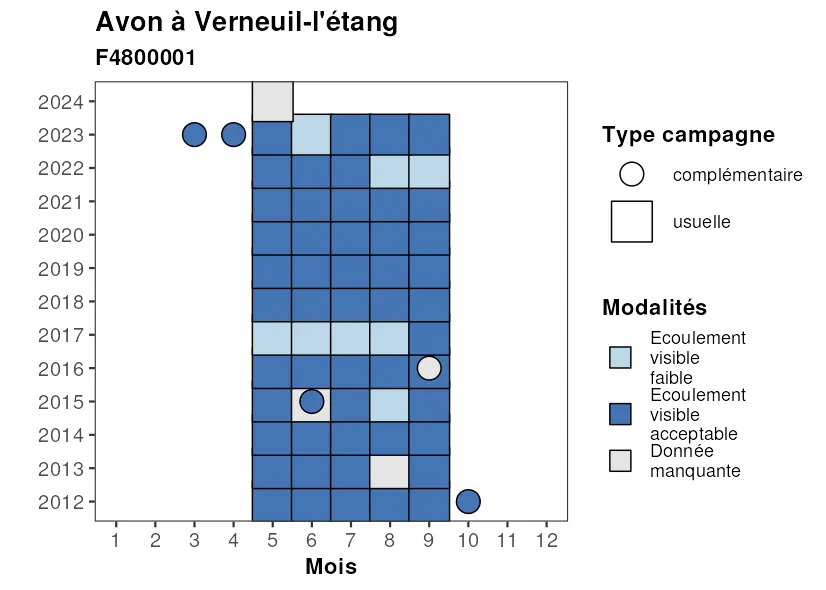 Avon à Verneuil-l'étang
F4800001
2024
2023
2022
2021
2020
2019
2018
2017
2016
2015
2014
2013
2012
1 2 3 4 5 6 7 8 9 10 11 12
Mois
Type campagne
complémentaire
usuelle
Modalités
Ecoulement
visible
faible
Ecoulement
visible
acceptable
Donnée
manquante